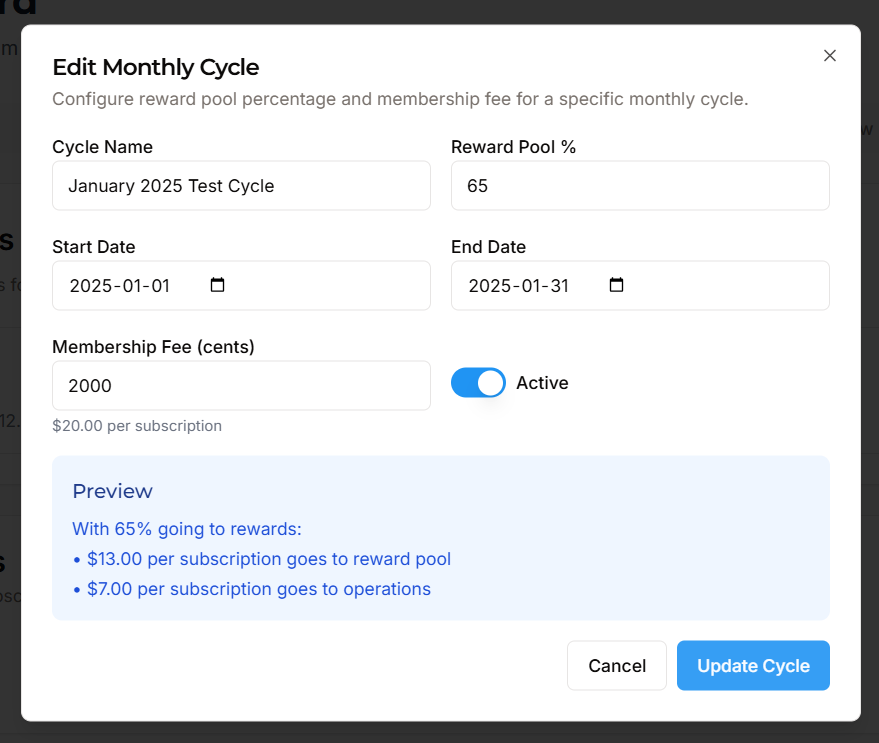 Edit Monthly Cycle
Configure reward pool percentage and membership fee for a specific monthly cycle.
Cycle Name
Reward Pool %
January 2025 Test Cycle
65
Start Date
End Date
2025-01-01
2025-01-31
Membership Fee (cents)
2000
Active
$20.00 per subscription
Preview
With 65% going to rewards:
• $13.00 per subscription goes to reward pool
• $7.00 per subscription goes to operations
Cancel
Update Cycle